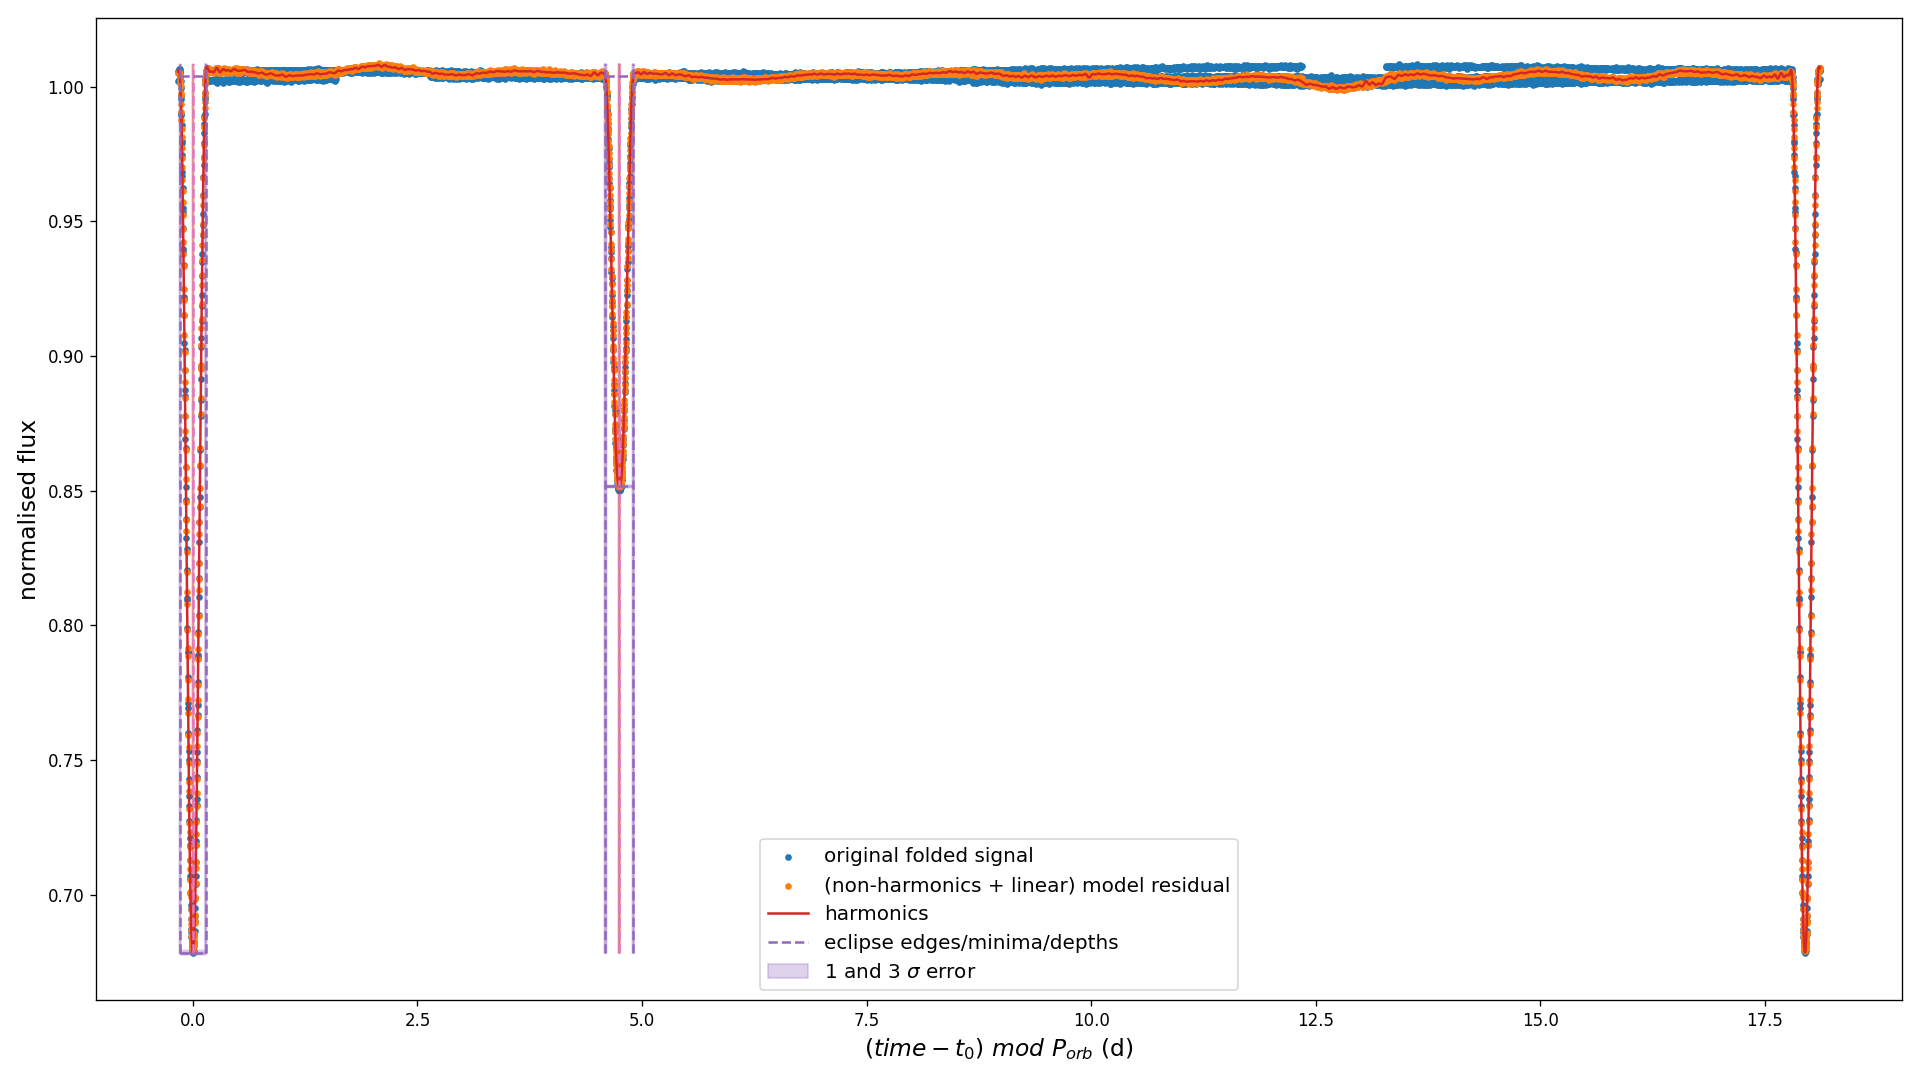 1.00
0.95
0.90
0.85
0.80
0.75
0.70
normalised flux
original folded signal
(non-harmonics + linear) model residual
harmonics
eclipse edges/minima/depths
1 and 3 σ error
0.0 2.5 5.0 7.5 10.0 12.5 15.0 17.5
(time − t₀) mod Pₒᵣb (d)